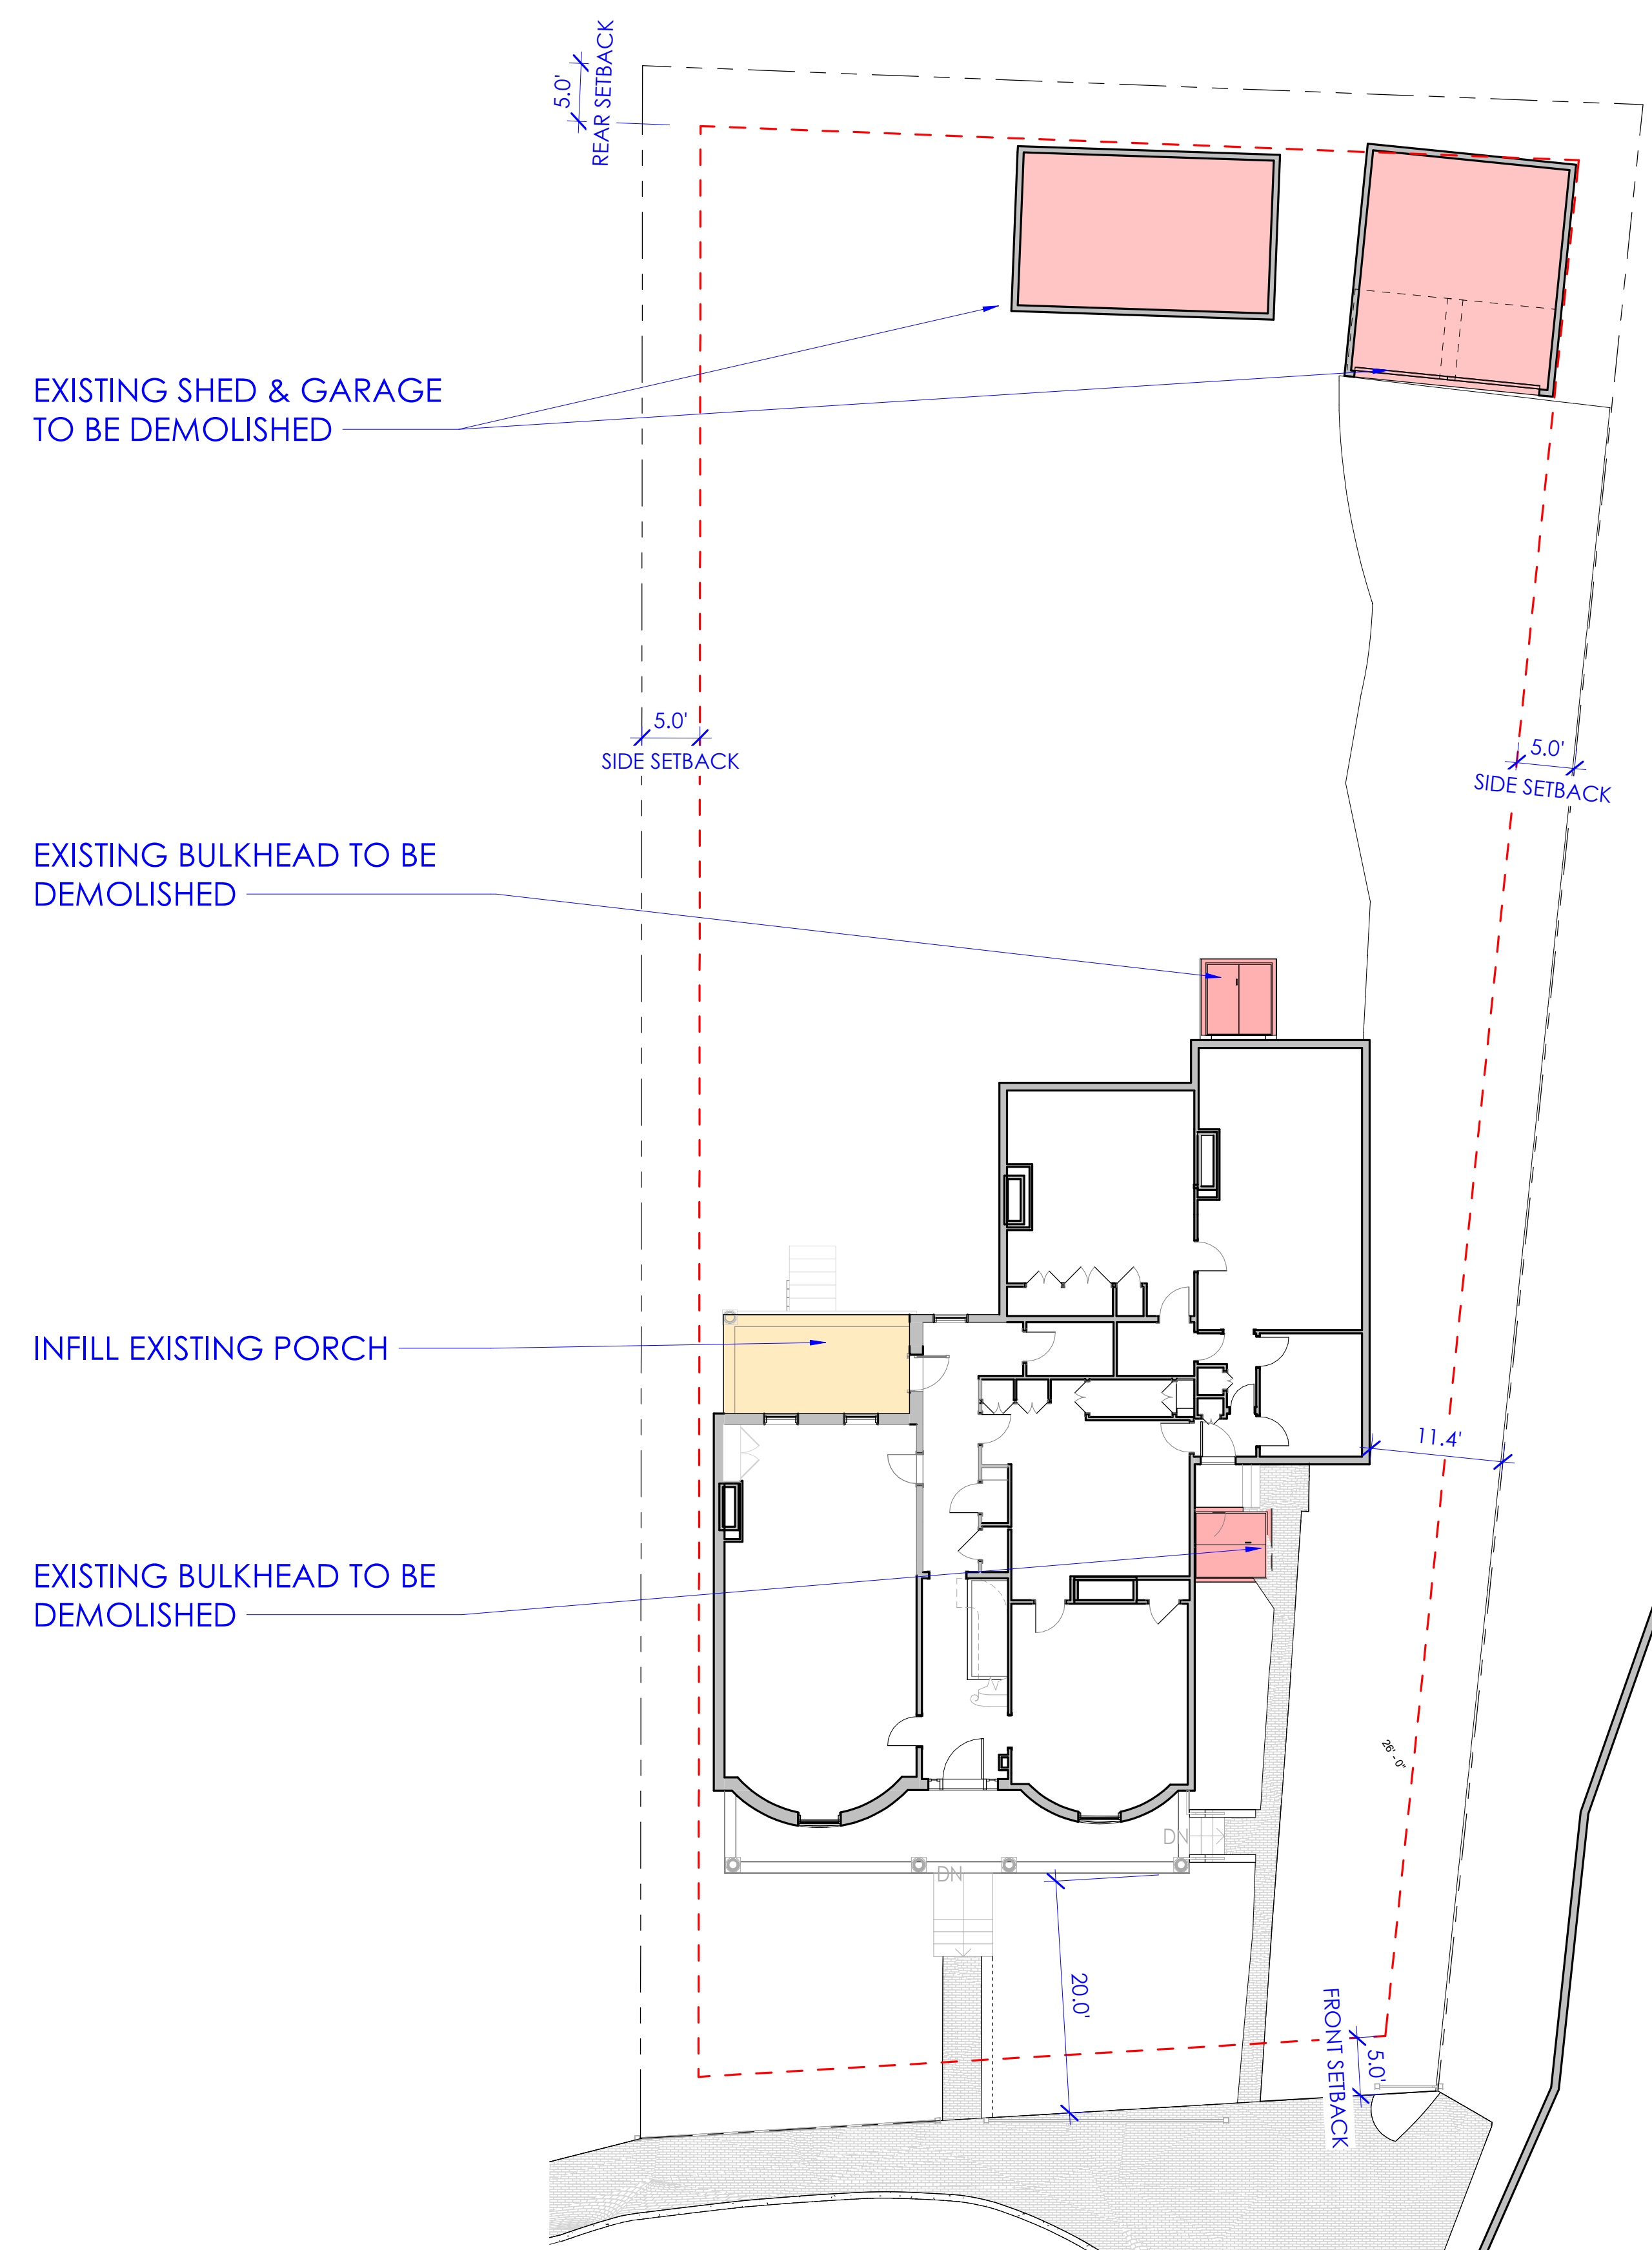 5.0'
REAR SETBACK
EXISTING SHED & GARAGE
TO BE DEMOLISHED
5.0'
SIDE SETBACK
5.0'
SIDE SETBACK
EXISTING BULKHEAD TO BE
DEMOLISHED
INFILL EXISTING PORCH
11.4'
EXISTING BULKHEAD TO BE
DEMOLISHED
26' - 0"
DN
DN
20.0'
FRONT SETBACK
5.0'